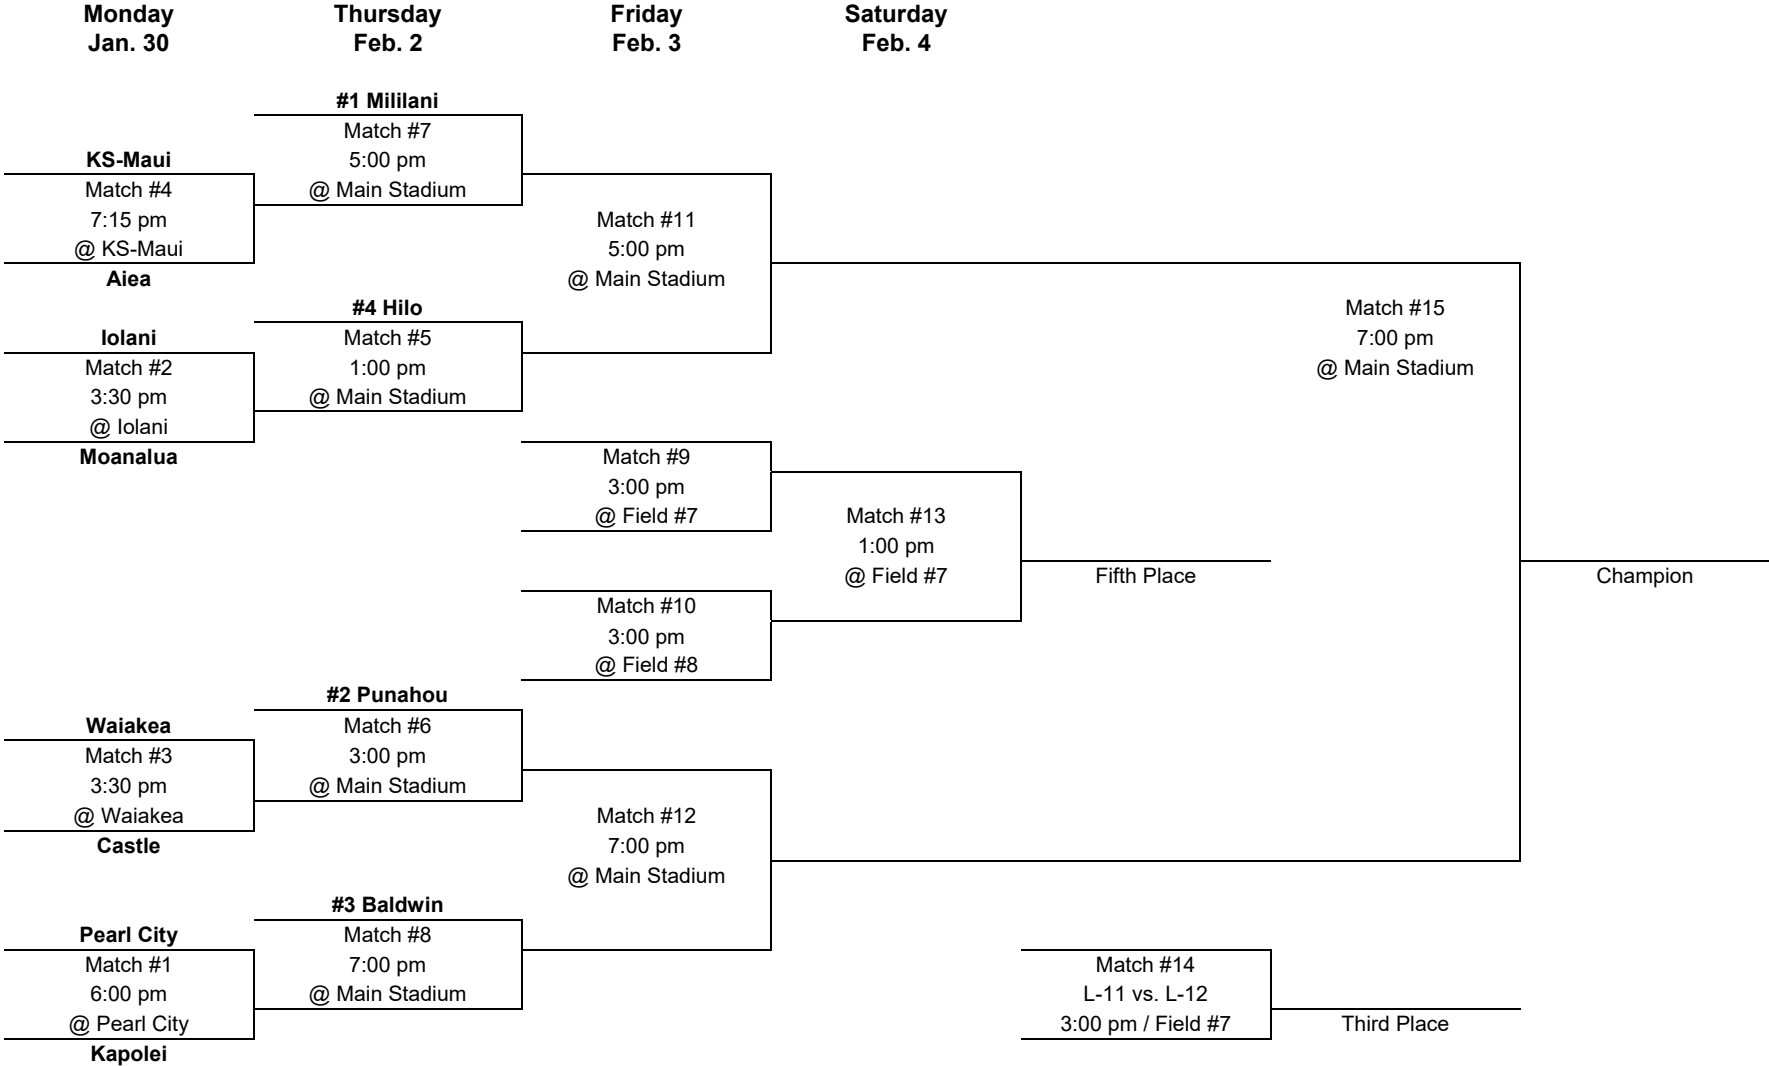 Monday
Jan. 30
Thursday
Feb. 2
Friday
Feb. 3
Saturday
Feb. 4
KS-Maui
Match #4
7:15 pm
@ KS-Maui
Aiea
Iolani
Match #2
3:30 pm
@ Iolani
Moanalua
Waiakea
Match #3
3:30 pm
@ Waiakea
Castle
Pearl City
Match #1
6:00 pm
@ Pearl City
Kapolei
#1 Mililani
Match #7
5:00 pm
@ Main Stadium
#4 Hilo
Match #5
1:00 pm
@ Main Stadium
#2 Punahou
Match #6
3:00 pm
@ Main Stadium
#3 Baldwin
Match #8
7:00 pm
@ Main Stadium
Match #11
5:00 pm
@ Main Stadium
Match #9
3:00 pm
@ Field #7
Match #10
3:00 pm
@ Field #8
Match #12
7:00 pm
@ Main Stadium
Match #13
1:00 pm
@ Field #7
Fifth Place
Match #14
L-11 vs. L-12
3:00 pm / Field #7
Third Place
Match #15
7:00 pm
@ Main Stadium
Champion